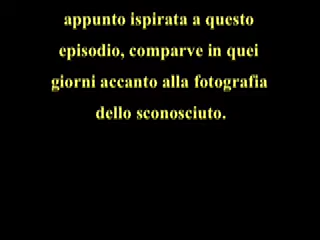 appunto ispirata a questo
episodio, comparve in quei
giorni accanto alla fotografia
dello sconosciuto.